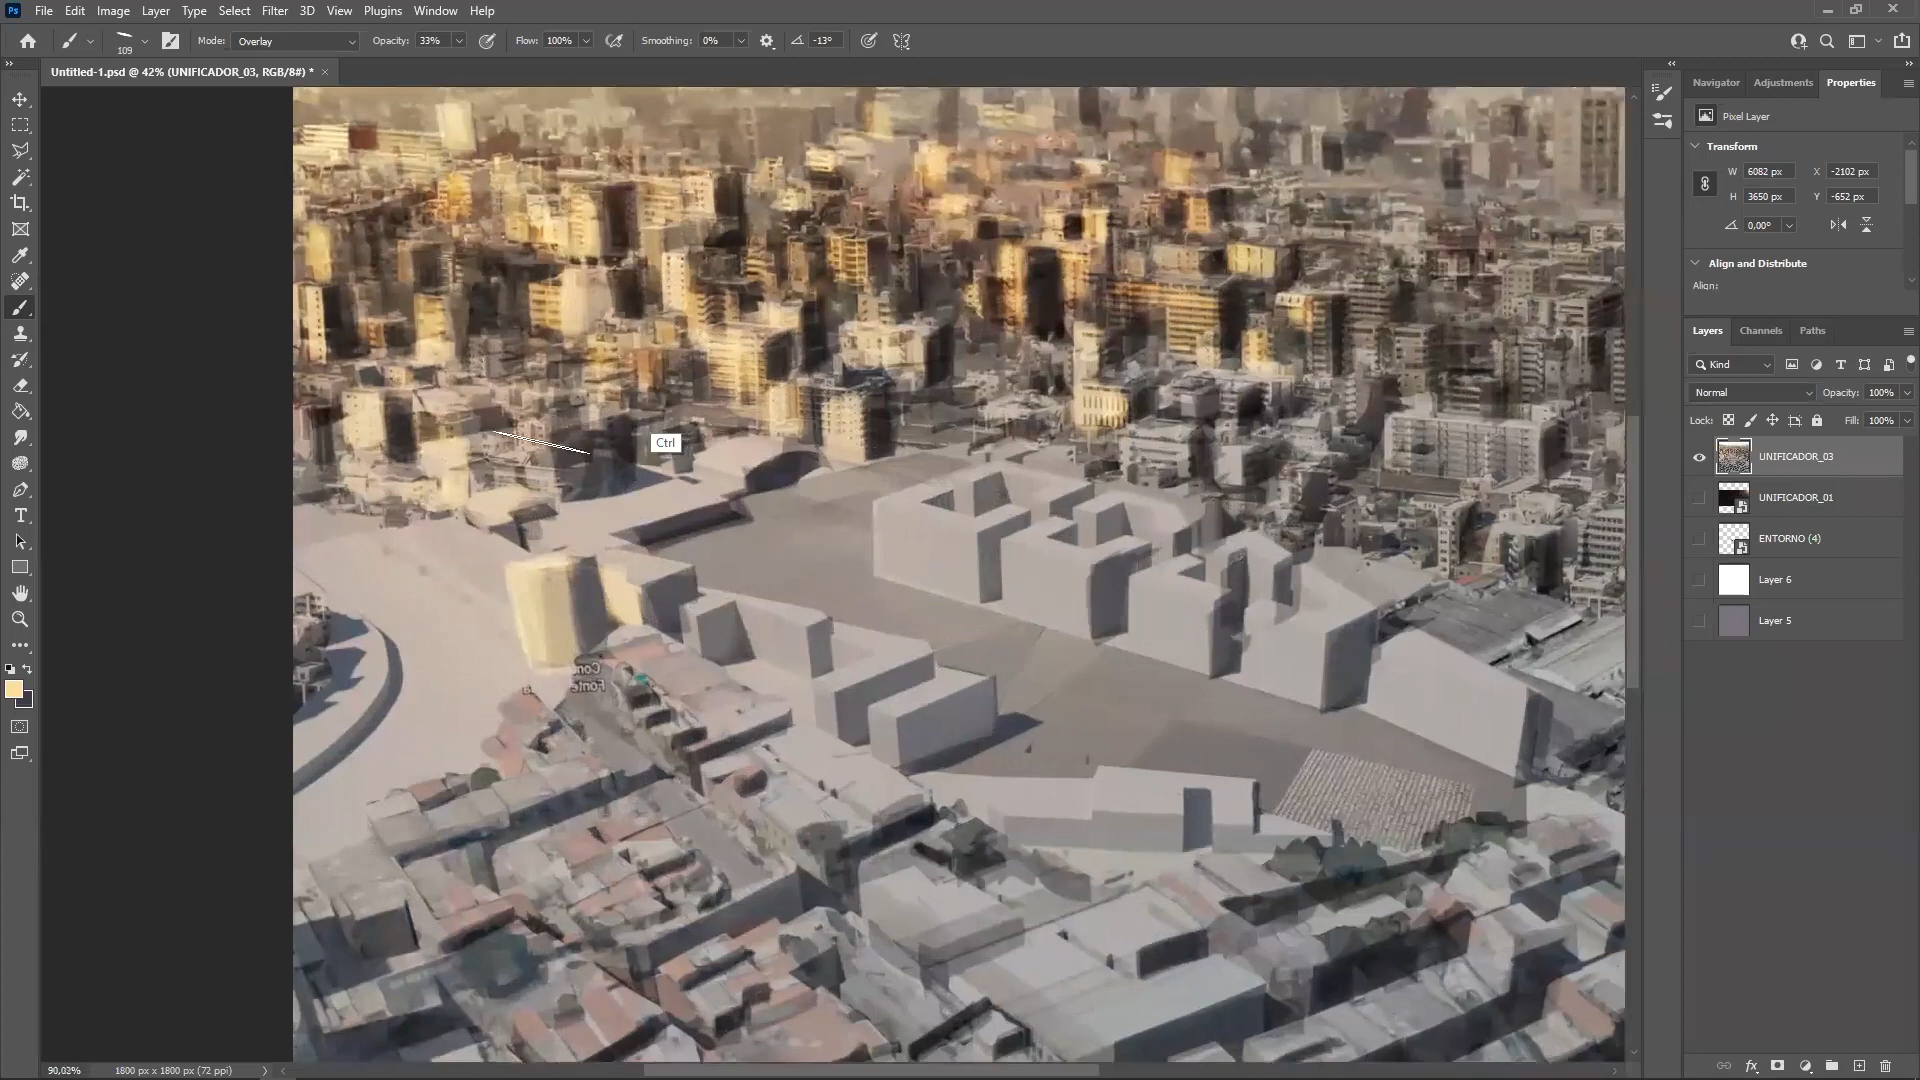 Ps File Edit Image Layer Type Select Filter 3D View Plugins Window Help
109 Mode: Overlay Opacity: 33% Flow: 100% Smoothing: 0% -13°
Untitled-1.psd @ 42% (UNIFICADOR_03, RGB/8#) * ×
Navigator Adjustments Properties
Pixel Layer
Transform
W 6082 px X -2102 px
H 3650 px Y -652 px
0,00°
Align and Distribute
Align:
Layers Channels Paths
Kind
Normal Opacity: 100%
Lock: Fill: 100%
UNIFICADOR_03
UNIFICADOR_01
ENTORNO (4)
Layer 6
Layer 5
Ctrl
90,03% 1800 px x 1800 px (72 ppi)